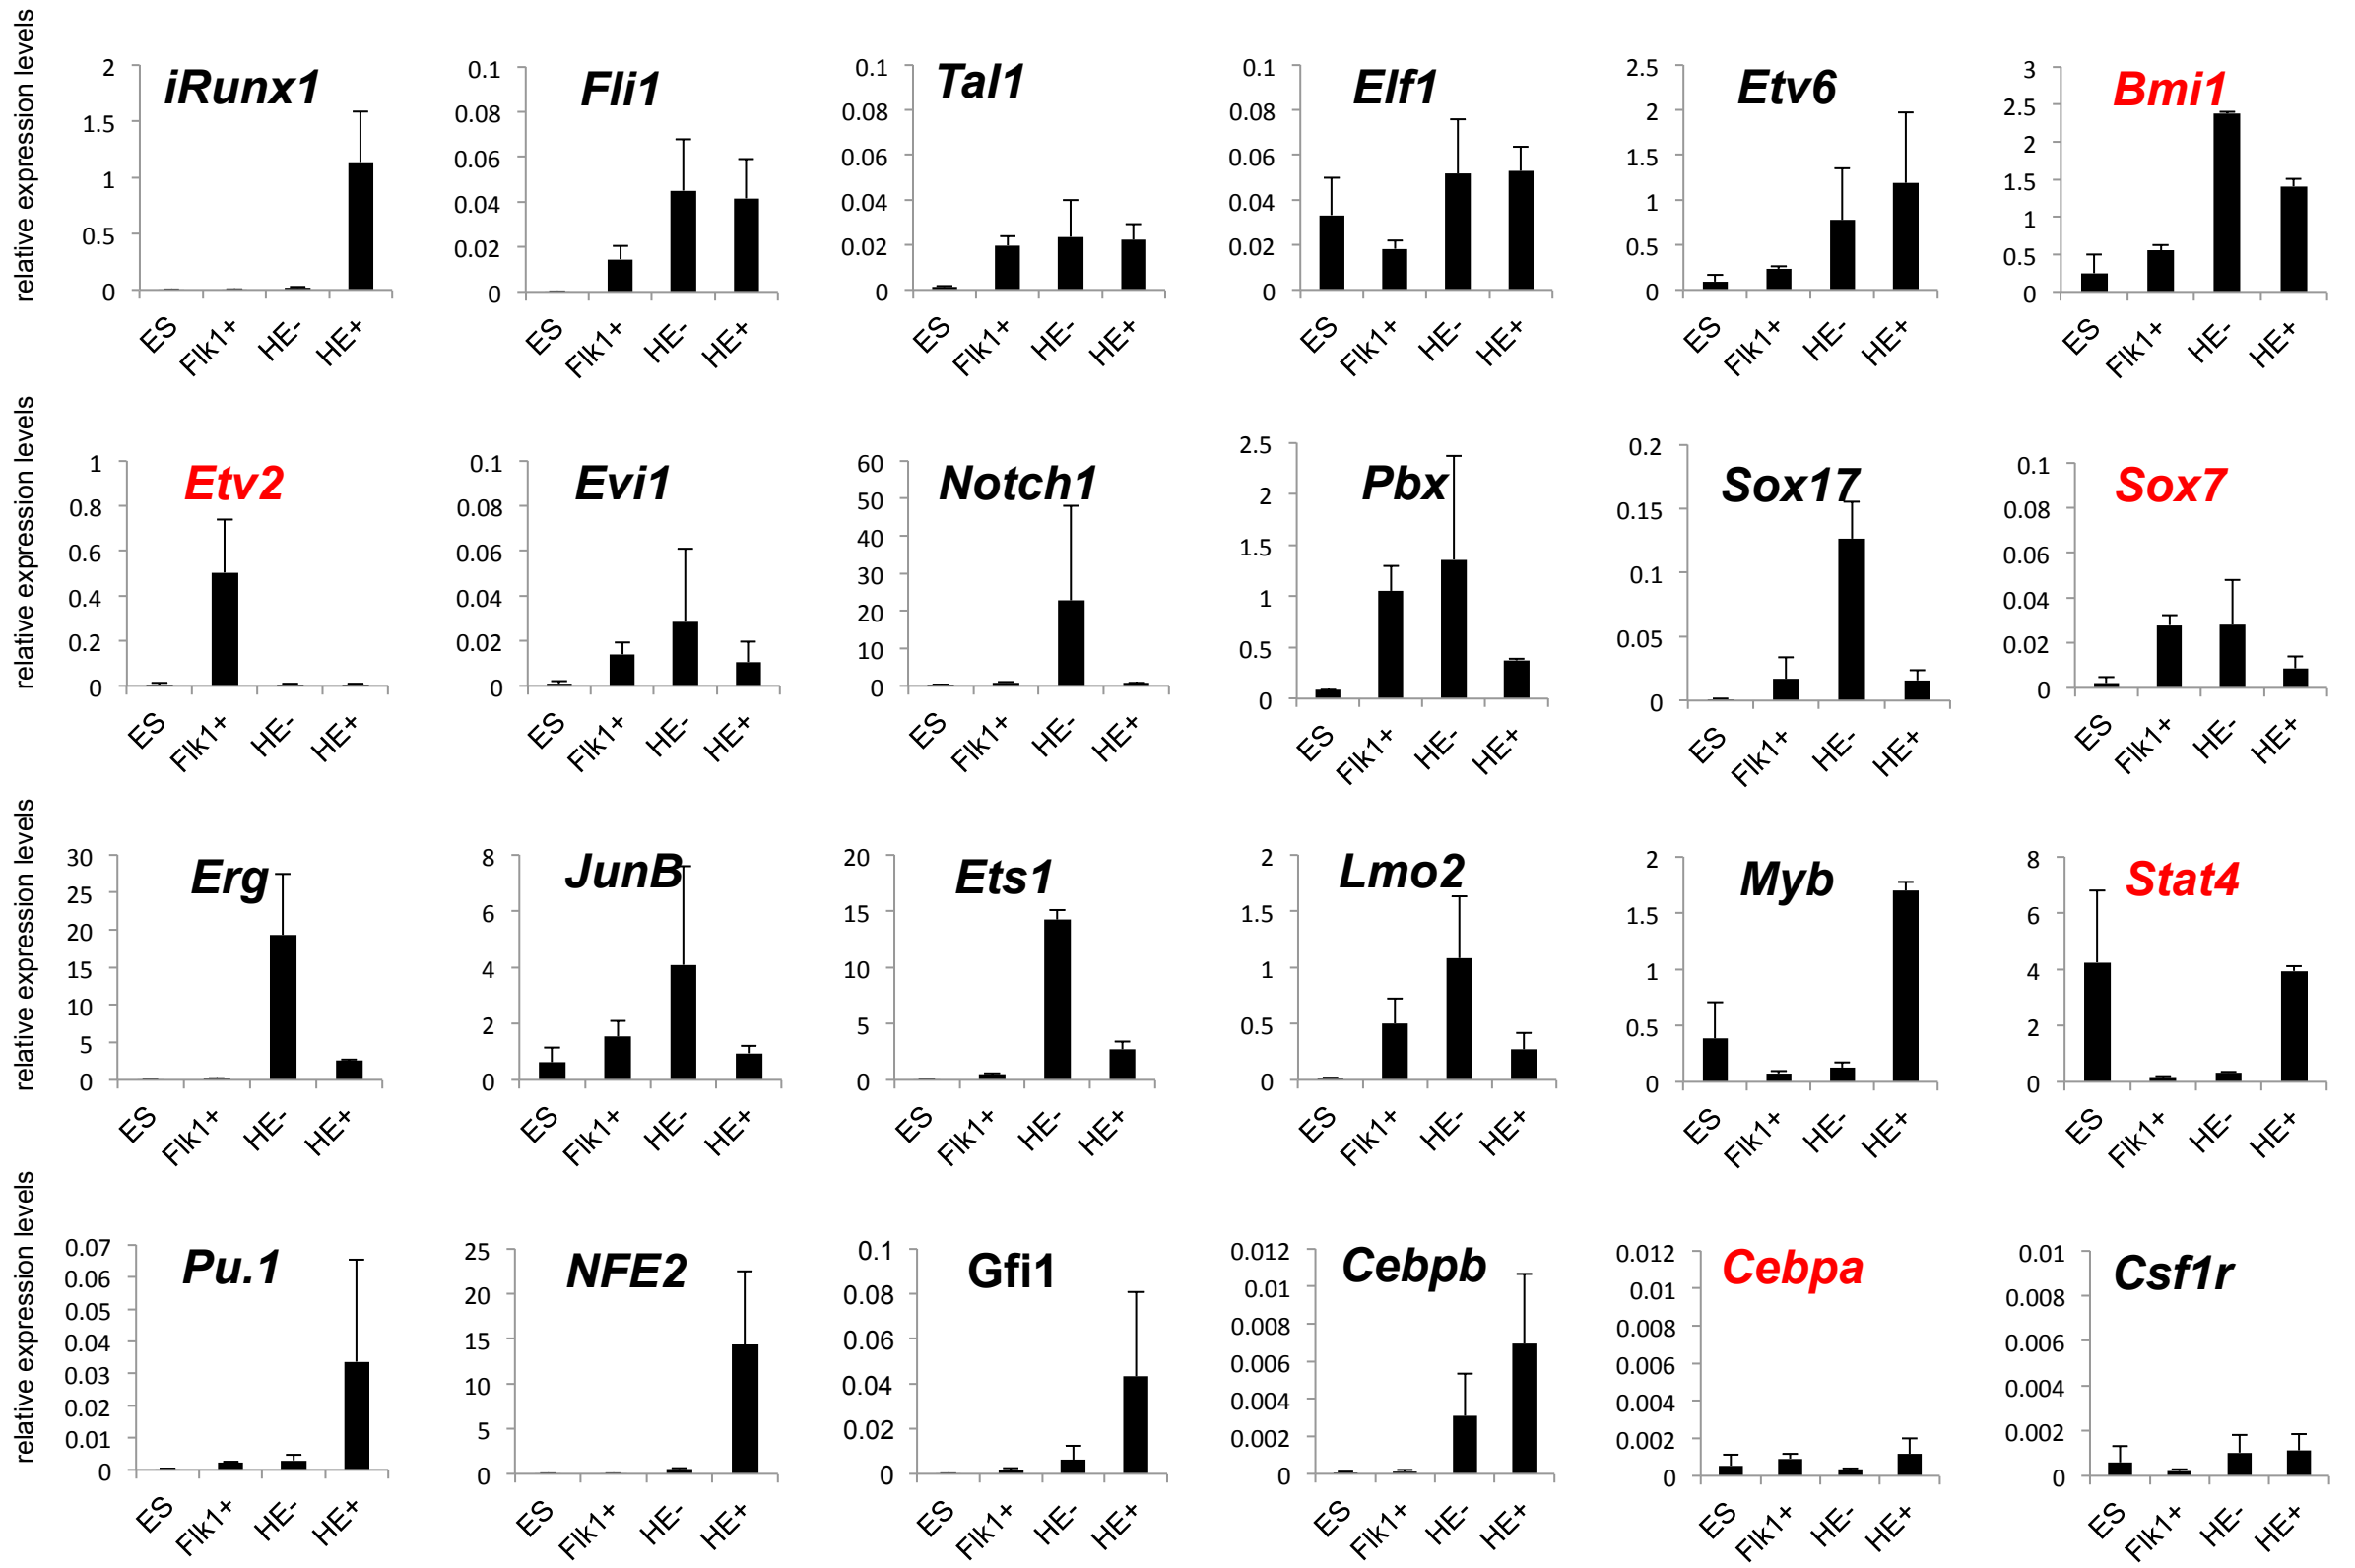 relative expression levels
iRunx1
2
1.5
1
0.5
0
ES Flk1+ HE- HE+
Fli1
0.1
0.08
0.06
0.04
0.02
0
ES Flk1+ HE- HE+
Tal1
0.1
0.08
0.06
0.04
0.02
0
ES Flk1+ HE- HE+
Elf1
0.1
0.08
0.06
0.04
0.02
0
ES Flk1+ HE- HE+
Etv6
2.5
2
1.5
1
0.5
0
ES Flk1+ HE- HE+
Bmi1
3
2.5
2
1.5
1
0.5
0
ES Flk1+ HE- HE+
relative expression levels
Etv2
1
0.8
0.6
0.4
0.2
0
ES Flk1+ HE- HE+
Evi1
0.1
0.08
0.06
0.04
0.02
0
ES Flk1+ HE- HE+
Notch1
60
50
40
30
20
10
0
ES Flk1+ HE- HE+
Pbx
2.5
2
1.5
1
0.5
0
ES Flk1+ HE- HE+
Sox17
0.2
0.15
0.1
0.05
0
ES Flk1+ HE- HE+
Sox7
0.1
0.08
0.06
0.04
0.02
0
ES Flk1+ HE- HE+
relative expression levels
Erg
30
25
20
15
10
5
0
ES Flk1+ HE- HE+
JunB
8
6
4
2
0
ES Flk1+ HE- HE+
Ets1
20
15
10
5
0
ES Flk1+ HE- HE+
Lmo2
2
1.5
1
0.5
0
ES Flk1+ HE- HE+
Myb
2
1.5
1
0.5
0
ES Flk1+ HE- HE+
Stat4
8
6
4
2
0
ES Flk1+ HE- HE+
relative expression levels
Pu.1
0.07
0.06
0.05
0.04
0.03
0.02
0.01
0
ES Flk1+ HE- HE+
NFE2
25
20
15
10
5
0
ES Flk1+ HE- HE+
Gfi1
0.1
0.08
0.06
0.04
0.02
0
ES Flk1+ HE- HE+
Cebpb
0.012
0.01
0.008
0.006
0.004
0.002
0
ES Flk1+ HE- HE+
Cebpa
0.012
0.01
0.008
0.006
0.004
0.002
0
ES Flk1+ HE- HE+
Csf1r
0.01
0.008
0.006
0.004
0.002
0
ES Flk1+ HE- HE+